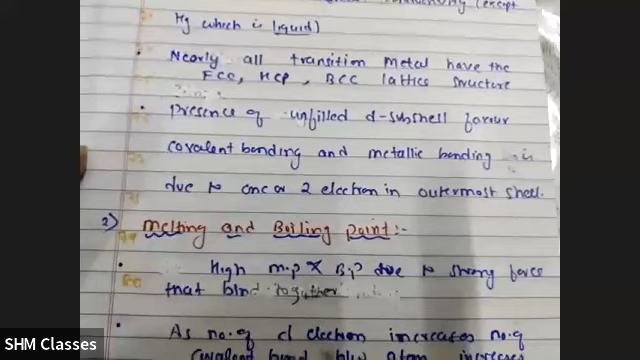 (except
Hg which is liquid)
• Nearly all transition metal have the
FCC, HCP, BCC lattics structure
• presence of unfilled d-subshell favour
covalent bonding and metallic bonding is
due to one or 2 electron in outermost shell.
2) Melting and Boiling point :-
• High m.p & B.p due to strong force
that bind together
• As no. of d electron increases no. of
covalent bond b/w atom increases
SHM Classes